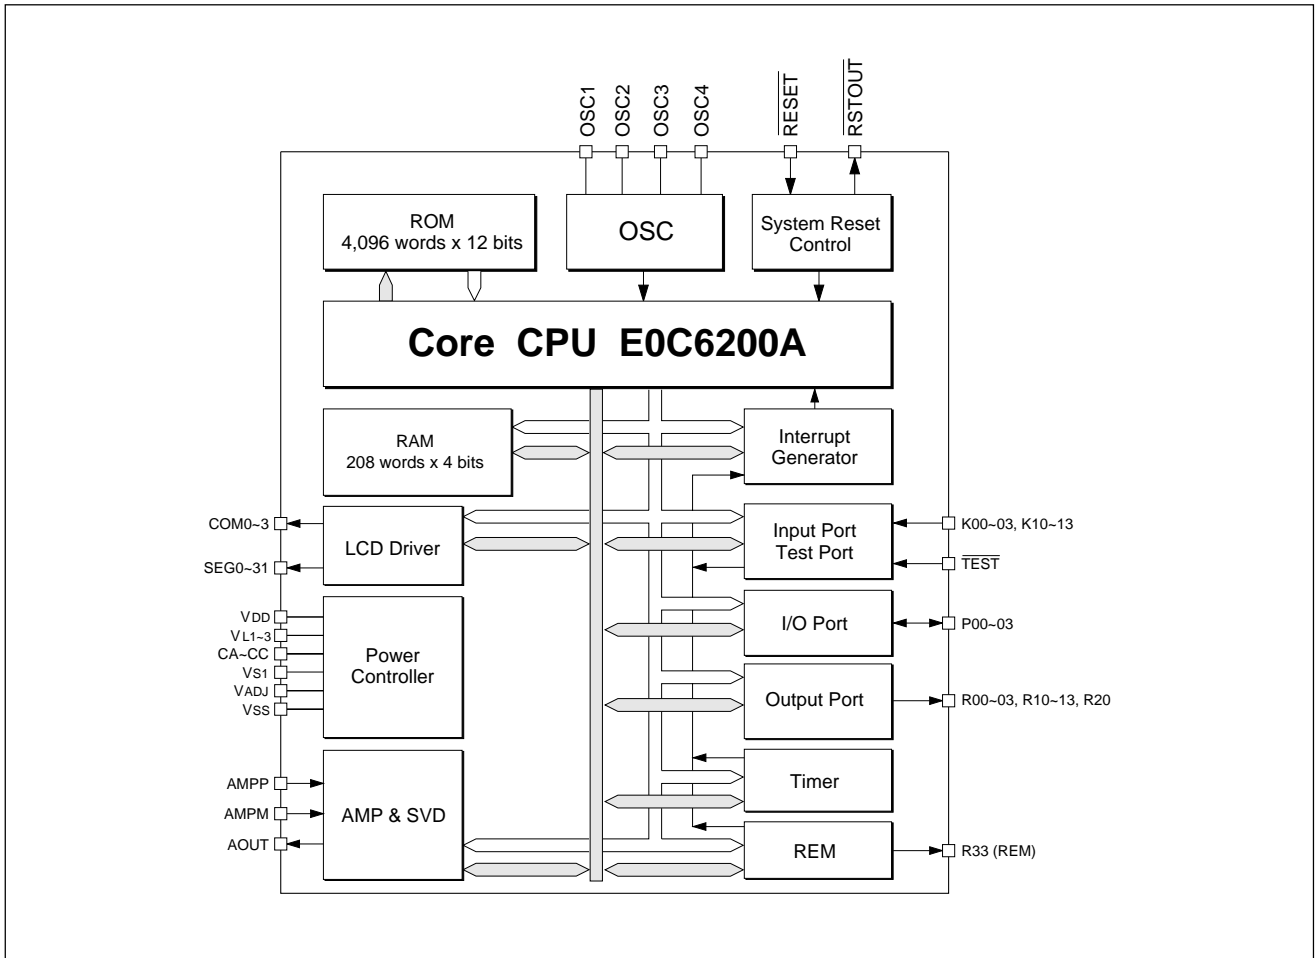 OSC1
OSC2
OSC3
OSC4
RESET
RSTOUT
ROM
4,096 words x 12 bits
OSC
System Reset
Control
Core CPU E0C6200A
RAM
208 words x 4 bits
Interrupt
Generator
COM0~3
SEG0~31
LCD Driver
Input Port
Test Port
K00~03, K10~13
TEST
VDD
VL1~3
CA~CC
VS1
VADJ
VSS
Power
Controller
I/O Port
P00~03
Output Port
R00~03, R10~13, R20
AMPP
AMPM
AOUT
AMP & SVD
Timer
REM
R33 (REM)